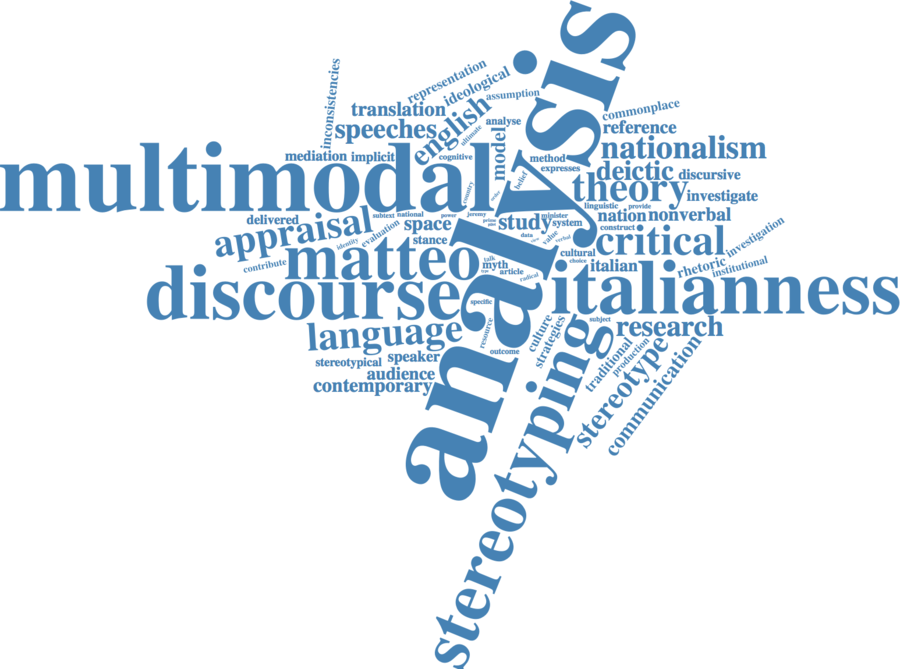 analysis
inconsistencies
representation
ideological
assumption
translation
english
commonplace
speeches
ultimate
analyse
reference
model
mediation
implicit
cognitive
method
expresses
nationalism
multimodal
deictic
discursive
belief
theory
country
investigate
linguistic
provide
delivered
subtext
national
power
jeremy
study
minister
system
nation
nonverbal
appraisal
space
construct
investigation
identity
evaluation
stance
data
value
verbal
critical
contribute
matteo
talk
myth
article
cultural
choice
italian
rhetoric
institutional
radical
discourse
specific
italianness
language
resource
culture
strategies
subject
research
outcome
stereotypical
speaker
traditional
production
stereotype
communication
audience
contemporary
stereotyping